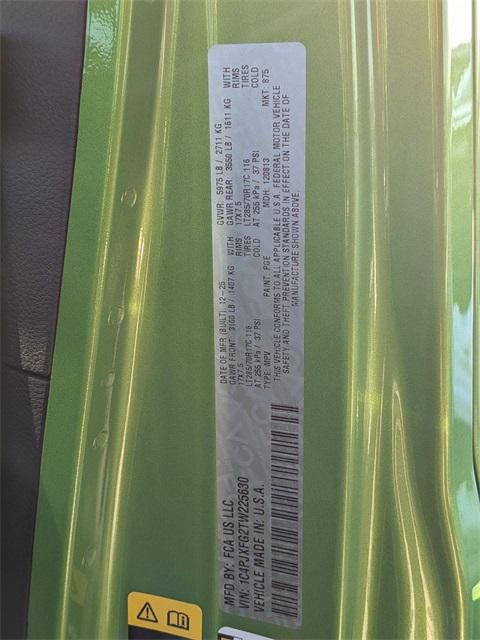 MFD BY: FCA US LLC
VIN: 1C4PJXFG2TW225630
VEHICLE MADE IN: U.S.A.
DATE OF MFR (BUILT): 12-25 GVWR: 5975 LB / 2711 KG
GAWR FRONT: 3100 LB / 1407 KG WITH GAWR REAR: 3550 LB / 1611 KG WITH
17X7.5 RIMS 17X7.5 RIMS
LT285/70R17C 116 TIRES LT285/70R17C 116 TIRES
AT 255 kPa / 37 PSI COLD AT 255 kPa / 37 PSI COLD
TYPE: MPV PAINT: PGE MDH: 120813 MKT: 875
THIS VEHICLE CONFORMS TO ALL APPLICABLE U.S.A. FEDERAL MOTOR VEHICLE
SAFETY AND THEFT PREVENTION STANDARDS IN EFFECT ON THE DATE OF
MANUFACTURE SHOWN ABOVE.